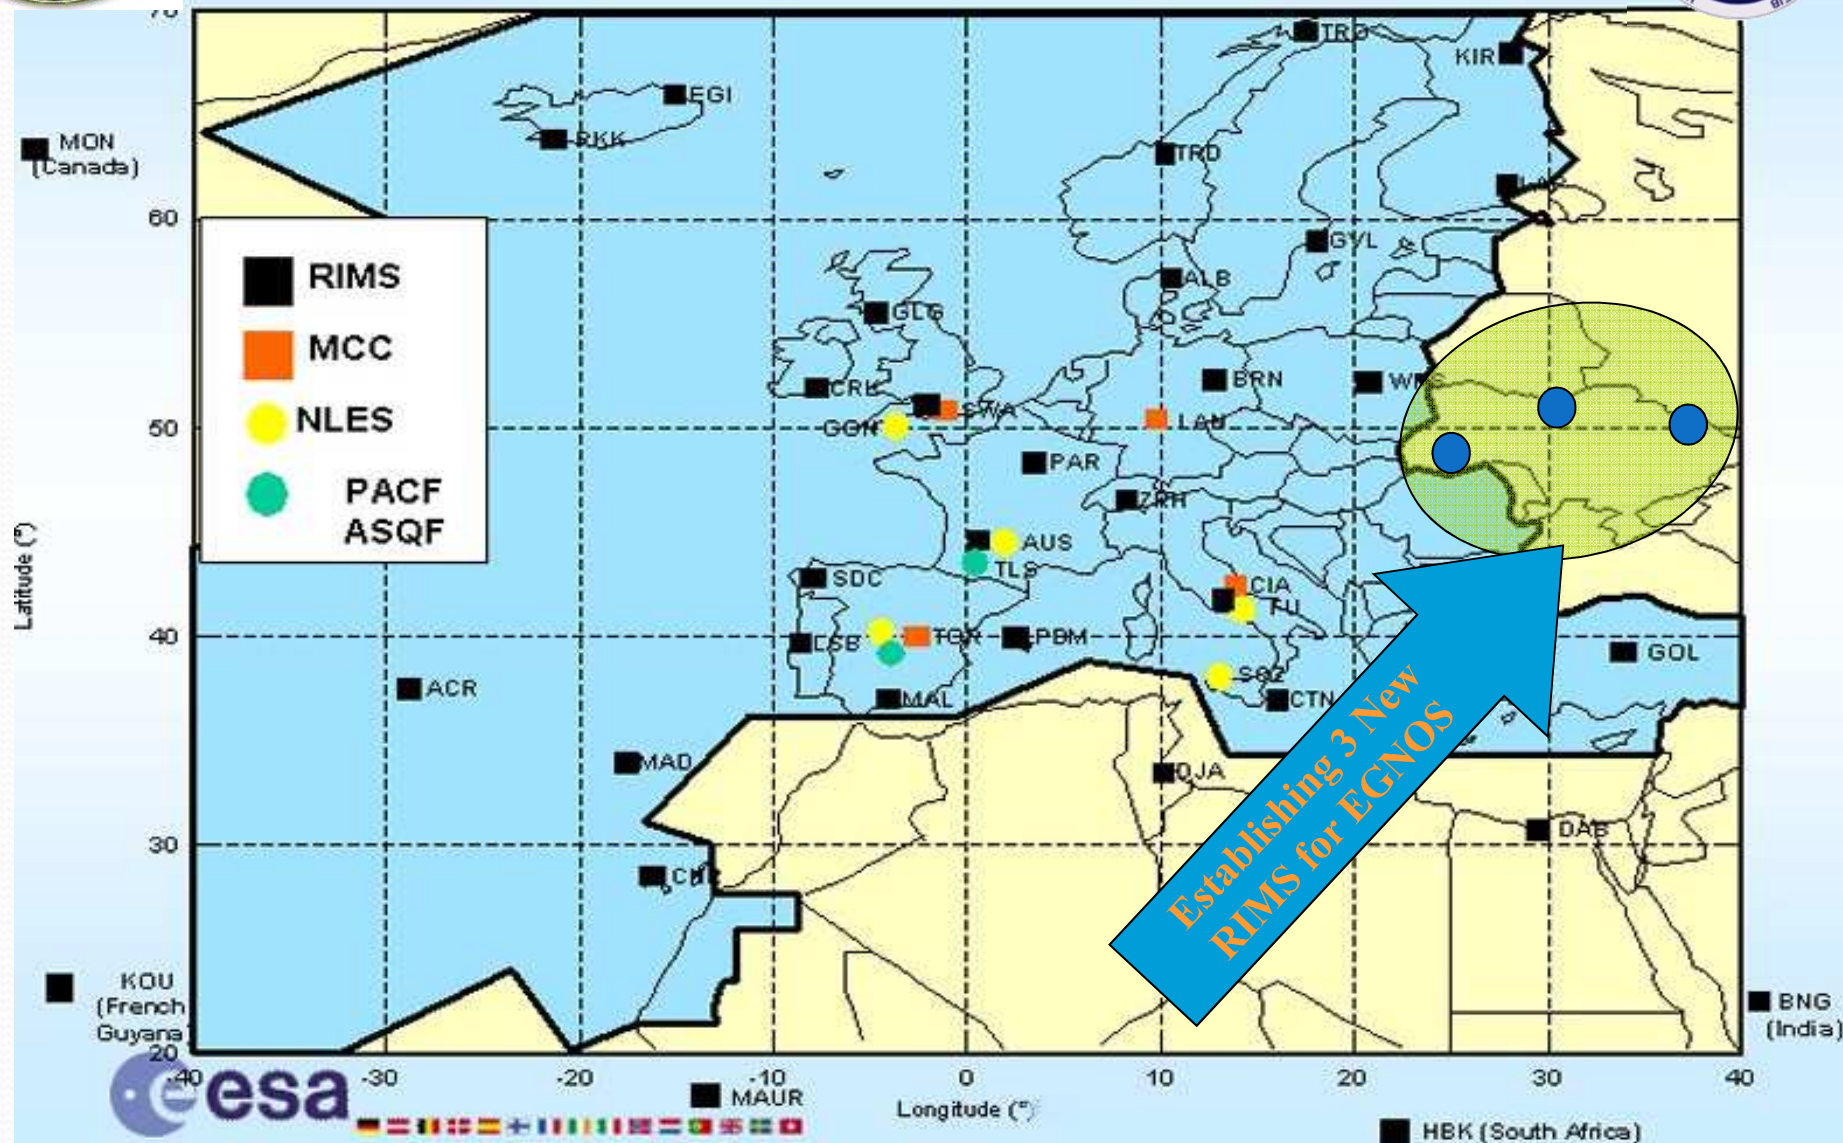 70
TRO
KIR
EGI
MON
(Canada)
RKK
TRD
60
GVL
RIMS
ALB
MCC
GLG
CRK
BRN
SWA
NLES
50
GON
LAN
PAR
PACF
ASQF
ZRH
AUS
TLS
SDC
CIA
FU
Latitude (°)
40
LSB
TOR
PDM
GOL
SCZ
ACR
MAL
CTN
MAD
DJA
Establishing 3 New
RIMS for EGNOS
30
DAB
KOU
(French
Guyana)
BNG
(India)
20
-40
-30
-20
-10
0
10
20
30
40
esa
MAUR
Longitude (°)
HBK (South Africa)